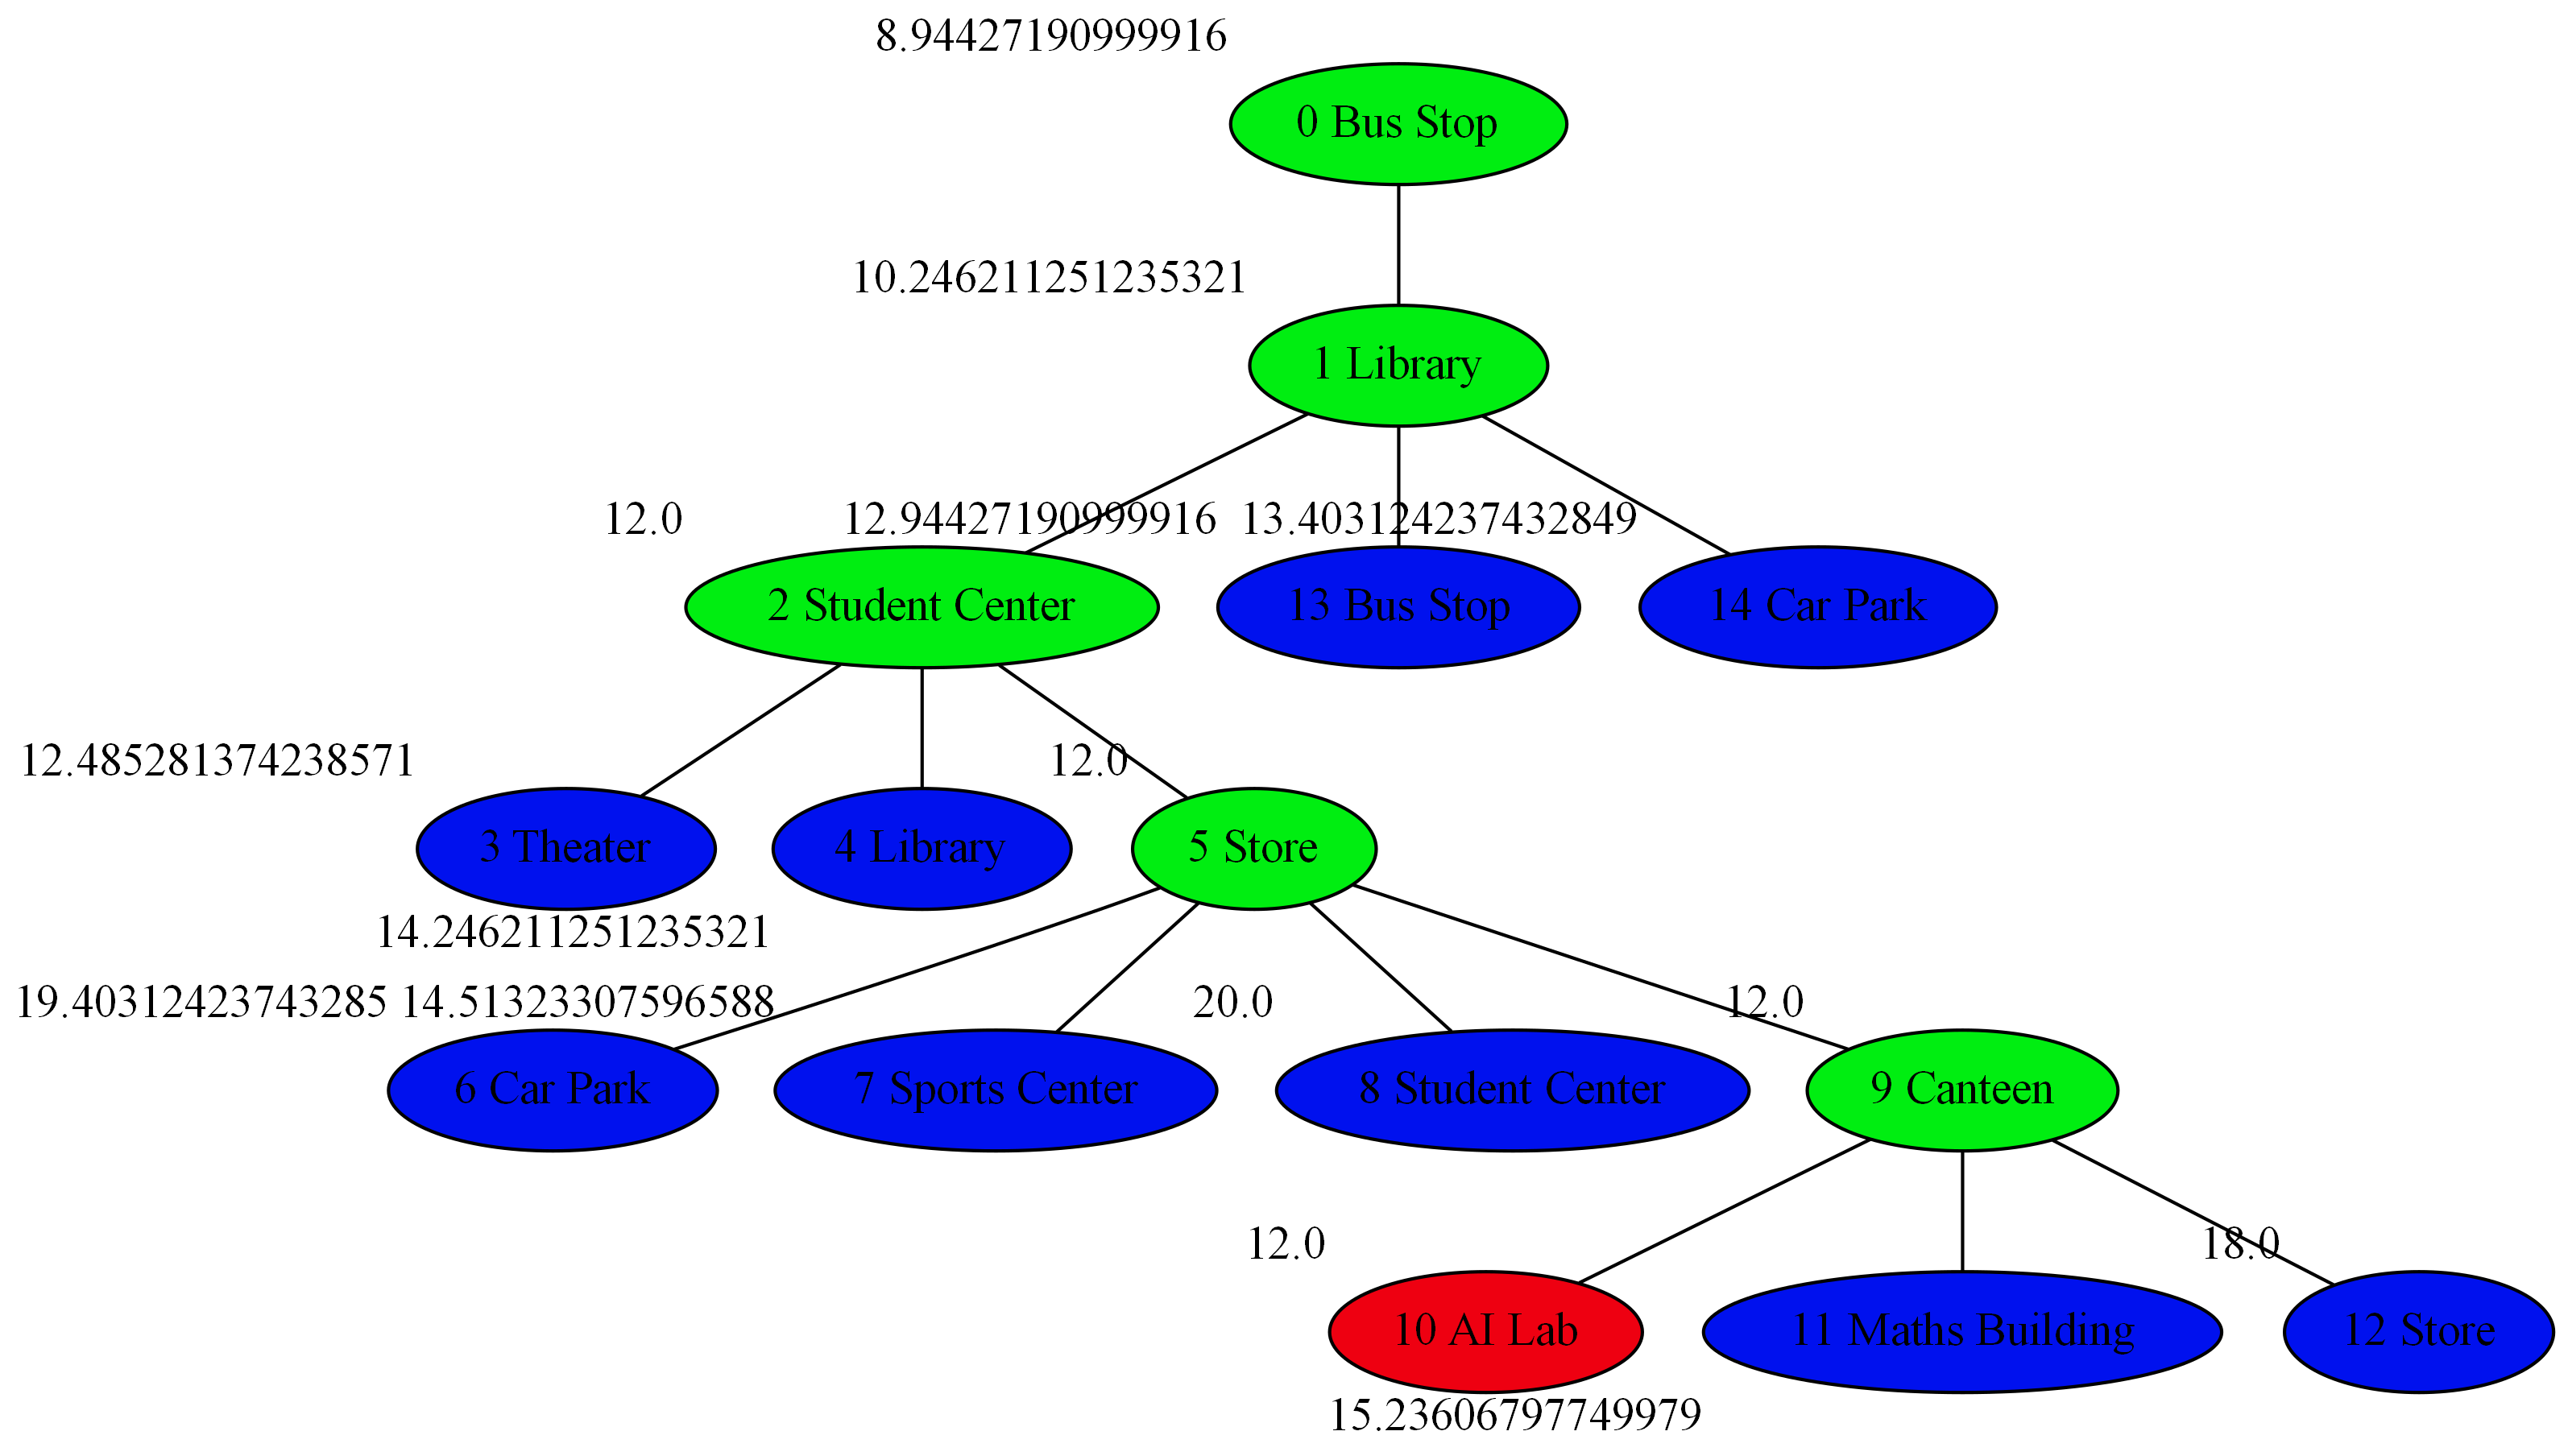 8.94427190999916
0 Bus Stop
10.246211251235321
1 Library
12.0
12.94427190999916
13.403124237432849
2 Student Center
13 Bus Stop
14 Car Park
12.485281374238571
12.0
3 Theater
4 Library
5 Store
14.246211251235321
19.40312423743285
14.51323307596588
20.0
12.0
6 Car Park
7 Sports Center
8 Student Center
9 Canteen
12.0
18.0
10 AI Lab
11 Maths Building
12 Store
15.23606797749979